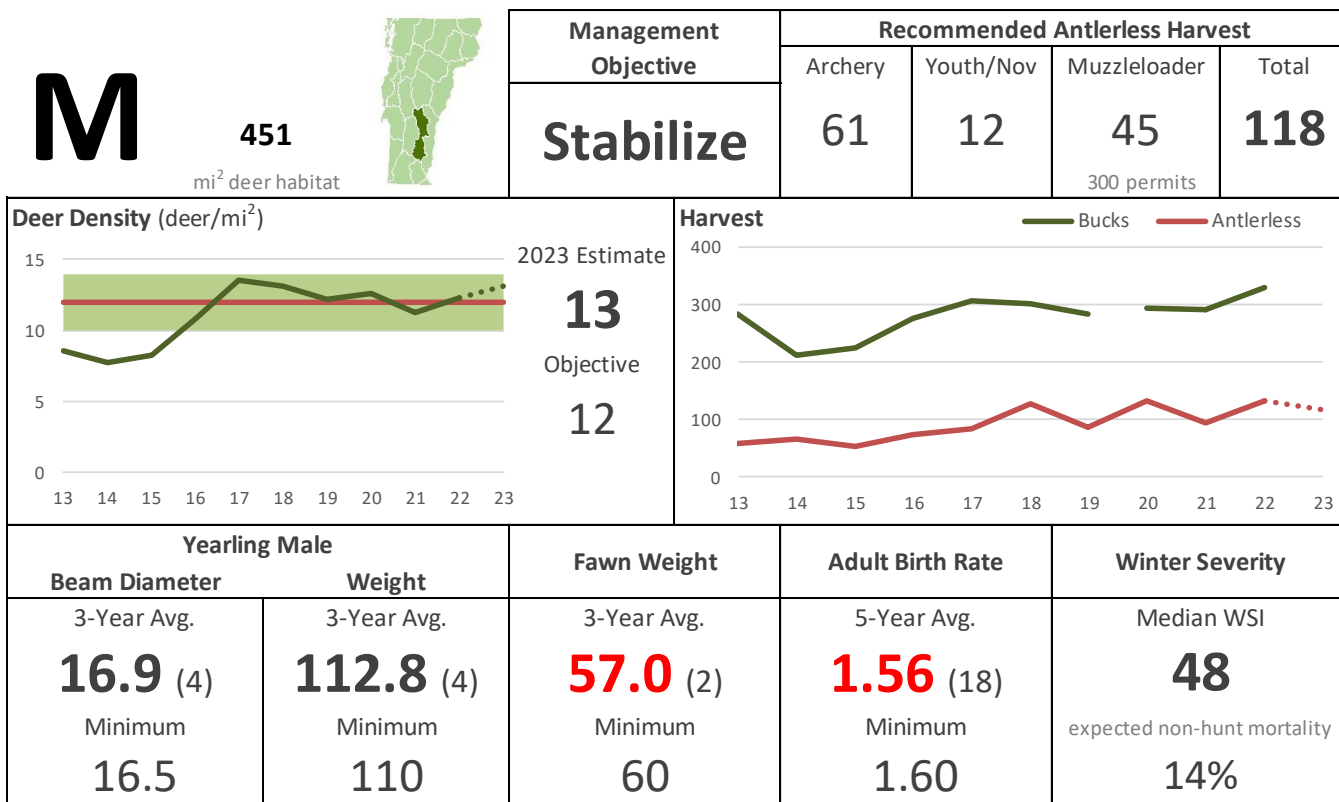 M
451
mi² deer habitat
Management
Objective
Stabilize
Recommended Antlerless Harvest
Archery Youth/Nov Muzzleloader Total
61 12 45 118
300 permits
Deer Density (deer/mi²)
15
10
5
0
13 14 15 16 17 18 19 20 21 22 23
2023 Estimate
13
Objective
12
Harvest
Bucks Antlerless
400
300
200
100
0
13 14 15 16 17 18 19 20 21 22 23
Yearling Male
Beam Diameter Weight
3-Year Avg. 3-Year Avg.
16.9 (4) 112.8 (4)
Minimum Minimum
16.5 110
Fawn Weight
3-Year Avg.
57.0 (2)
Minimum
60
Adult Birth Rate
5-Year Avg.
1.56 (18)
Minimum
1.60
Winter Severity
Median WSI
48
expected non-hunt mortality
14%